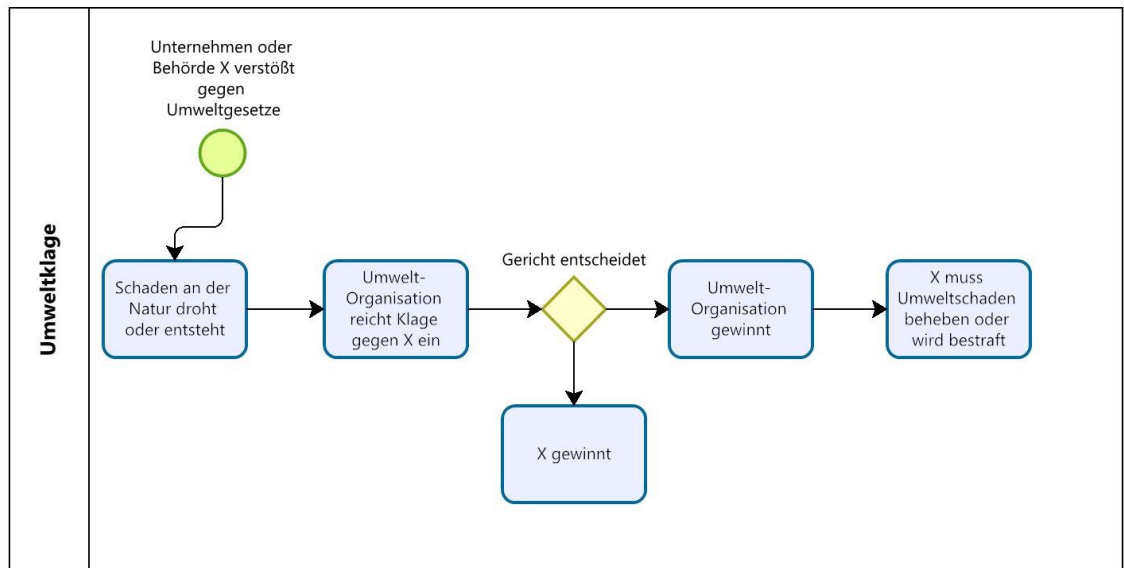 Umweltklage
Unternehmen oder
Behörde X verstößt
gegen
Umweltgesetze
Schaden an der
Natur droht
oder entsteht
Umwelt-
Organisation
reicht Klage
gegen X ein
Gericht entscheidet
Umwelt-
Organisation
gewinnt
X muss
Umweltschaden
beheben oder
wird bestraft
X gewinnt